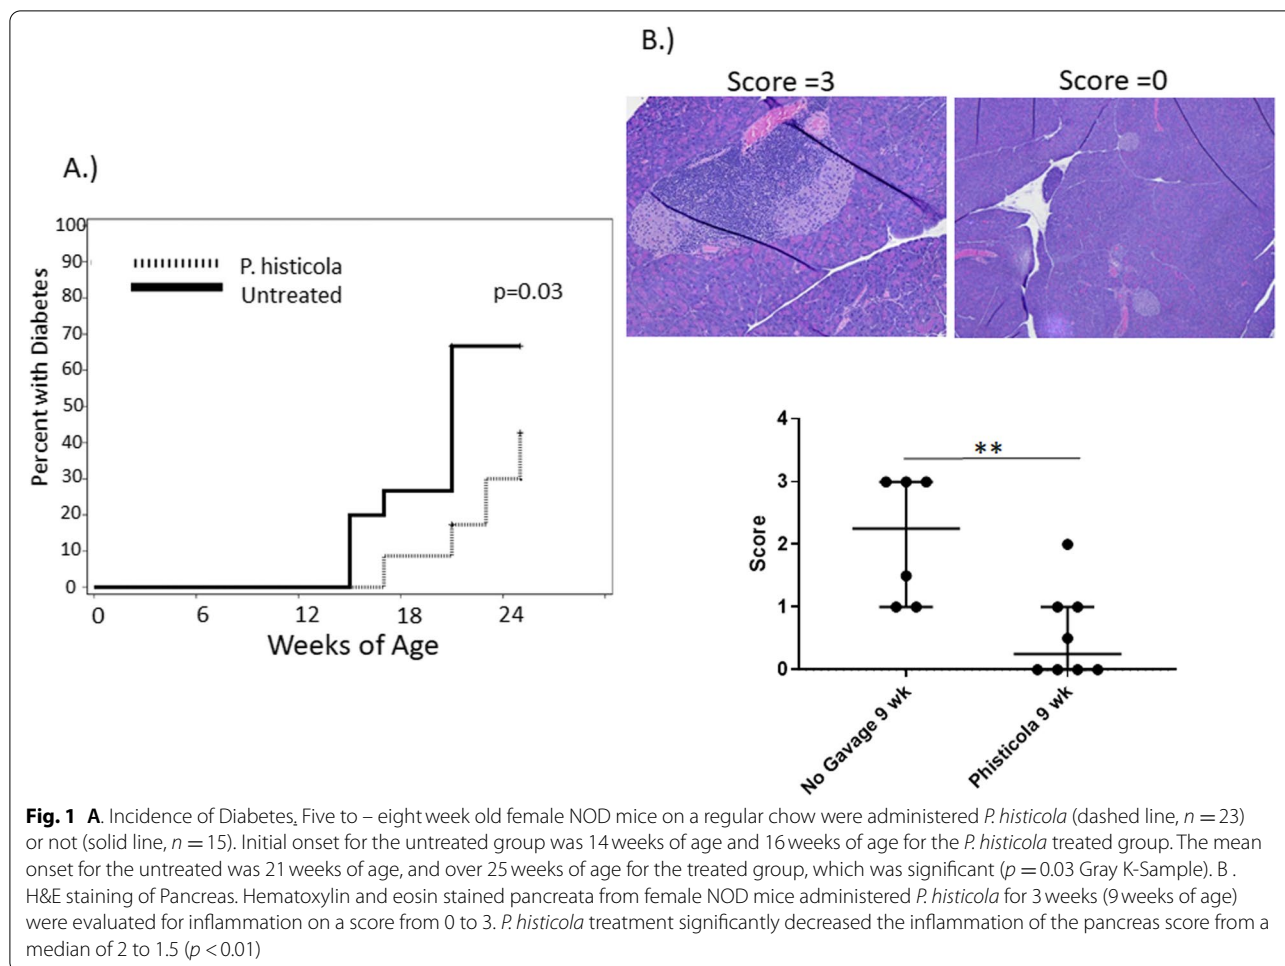 B.)
Score =3
Score =0
A.)
100
90
80
70
60
50
40
30
20
10
0
Percent with Diabetes
P. histicola
Untreated
p=0.03
0
6
12
18
24
Weeks of Age
4
3
2
1
0
Score
**
No Gavage 9 wk
Phisticola 9 wk
Fig. 1 A. Incidence of Diabetes. Five to – eight week old female NOD mice on a regular chow were administered P. histicola (dashed line, n = 23)
or not (solid line, n = 15). Initial onset for the untreated group was 14 weeks of age and 16 weeks of age for the P. histicola treated group. The mean
onset for the untreated was 21 weeks of age, and over 25 weeks of age for the treated group, which was significant (p = 0.03 Gray K-Sample). B .
H&E staining of Pancreas. Hematoxylin and eosin stained pancreata from female NOD mice administered P. histicola for 3 weeks (9 weeks of age)
were evaluated for inflammation on a score from 0 to 3. P. histicola treatment significantly decreased the inflammation of the pancreas score from a
median of 2 to 1.5 (p < 0.01)